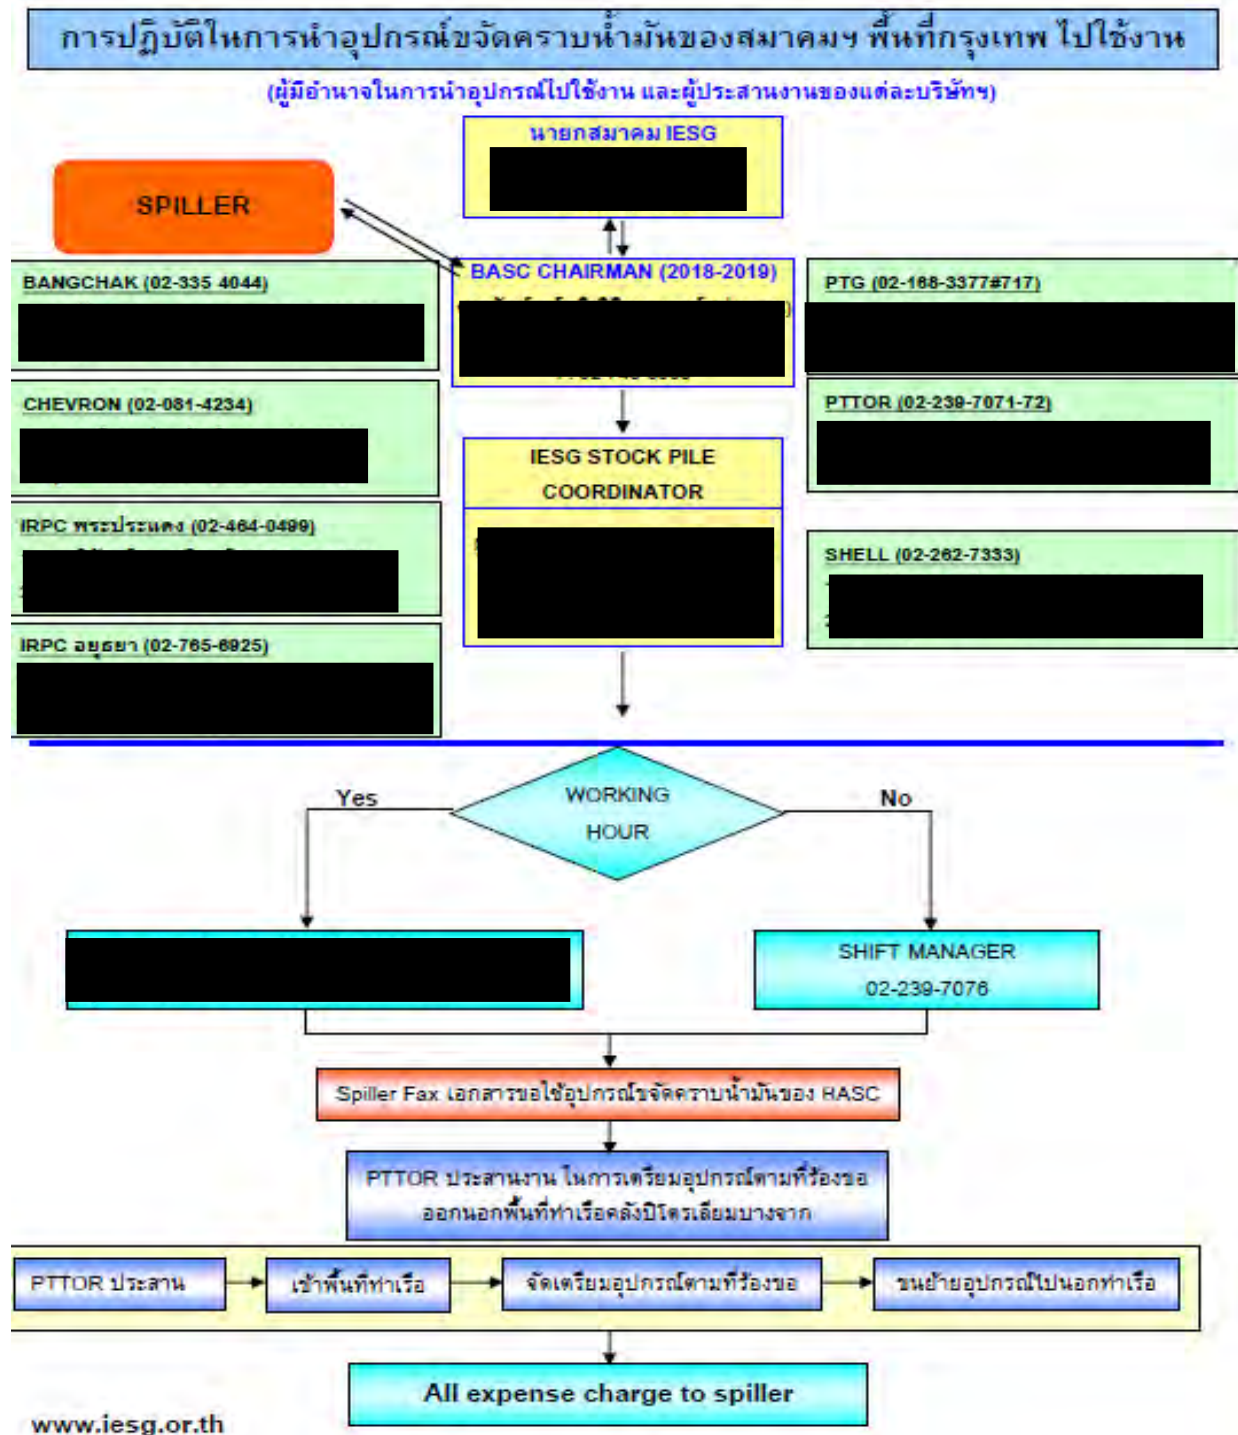 การปฏิบัติในการนำอุปกรณ์ขจัดคราบน้ำมันของสมาคมฯ พื้นที่กรุงเทพ ไปใช้งาน
(ผู้มีอำนาจในการนำอุปกรณ์ไปใช้งาน และผู้ประสานงานของแต่ละบริษัทฯ)
นายกสมาคม IESG
SPILLER
BASC CHAIRMAN (2018-2019)
BANGCHAK (02-335 4044)
PTG (02-168-3377#717)
CHEVRON (02-081-4234)
PTTOR (02-239-7071-72)
IESG STOCK PILE
COORDINATOR
IRPC พระประแดง (02-464-0499)
SHELL (02-262-7333)
IRPC อยุธยา (02-765-6925)
WORKING
HOUR
Yes
No
SHIFT MANAGER
02-239-7076
Spiller Fax เอกสารขอใช้อุปกรณ์ขจัดคราบน้ำมันของ BASC
PTTOR ประสานงาน ในการเตรียมอุปกรณ์ตามที่ร้องขอ
ออกนอกพื้นที่ท่าเรือคลังปิโตรเลียมบางจาก
PTTOR ประสาน
เข้าพื้นที่ท่าเรือ
จัดเตรียมอุปกรณ์ตามที่ร้องขอ
ขนย้ายอุปกรณ์ไปนอกท่าเรือ
All expense charge to spiller
www.iesg.or.th